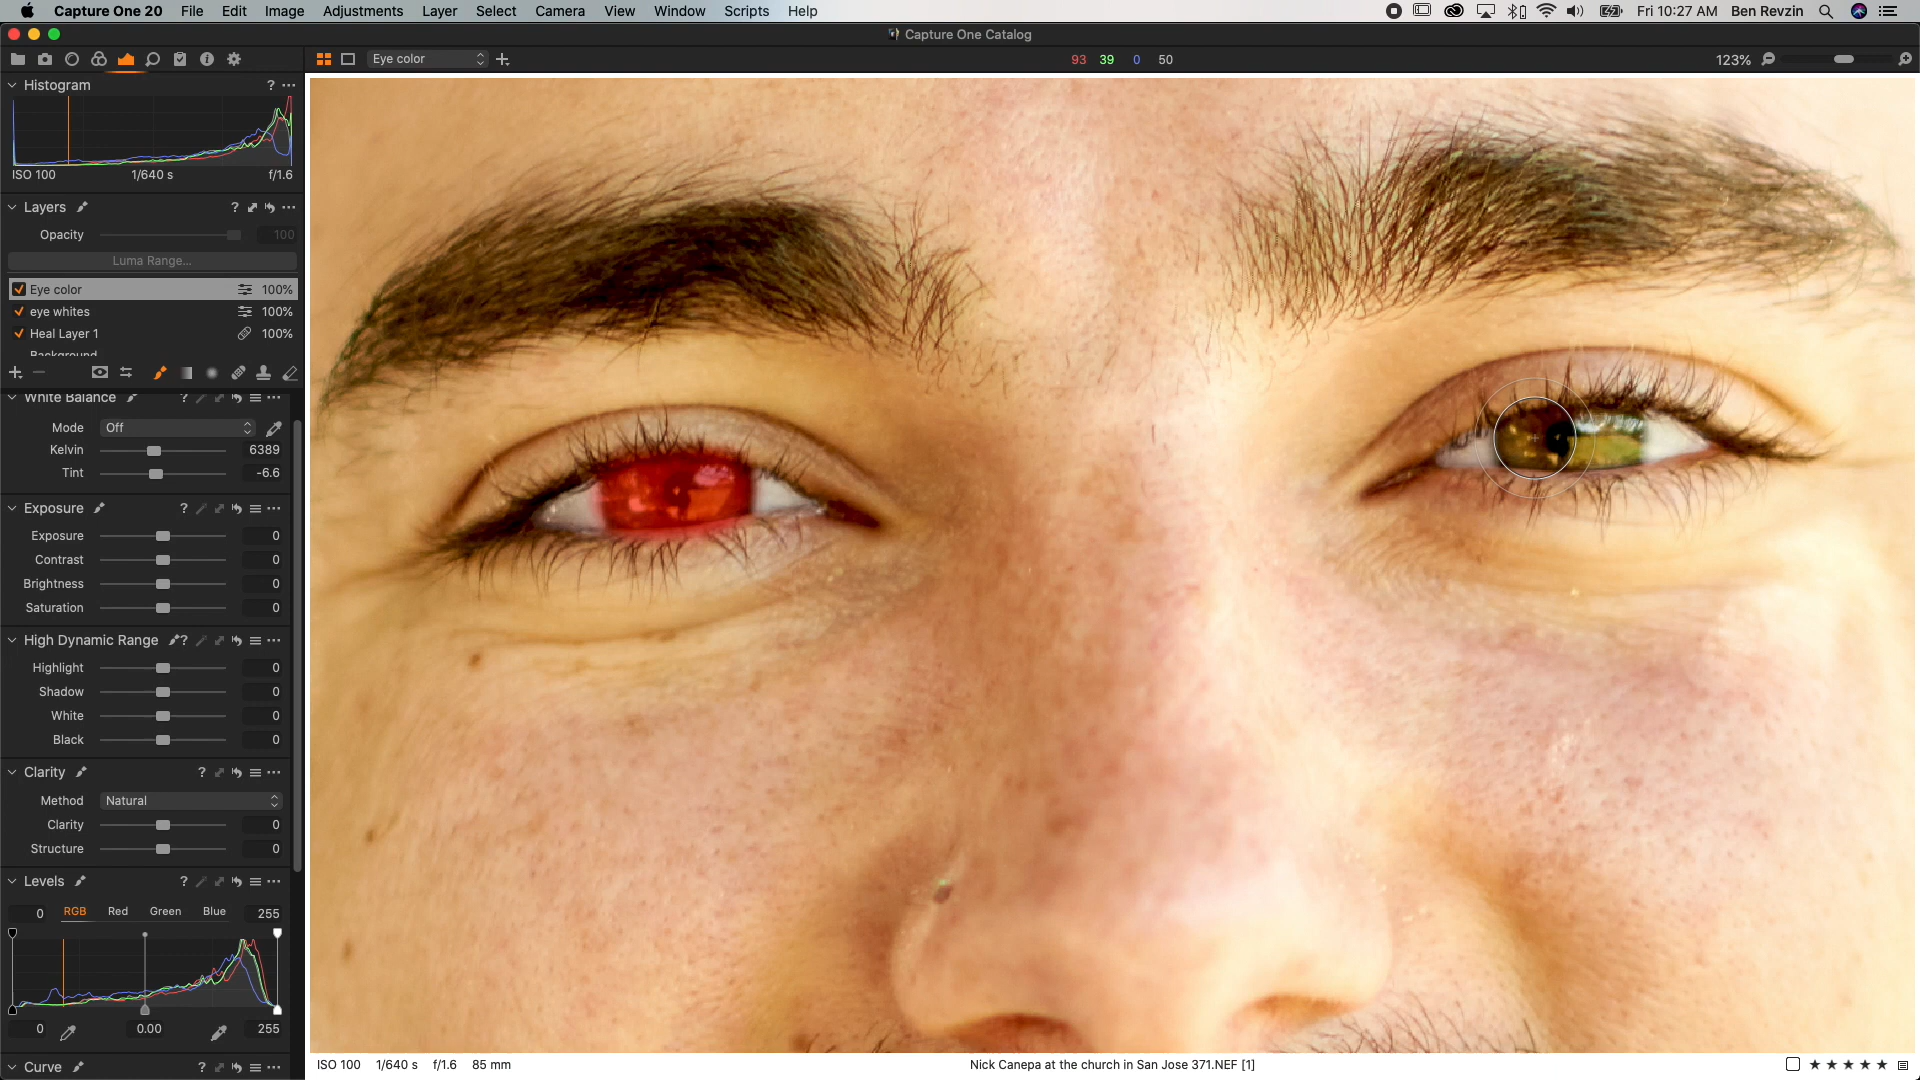 Capture One 20 File Edit Image Adjustments Layer Select Camera View Window Scripts Help Fri 10:27 AM Ben Revzin
Capture One Catalog
Eye color 93 39 0 50 123%
Histogram ?
ISO 100 1/640 s f/1.6
Layers ?
Opacity 100
Luma Range...
Eye color 100%
eye whites 100%
Heal Layer 1 100%
Background
White Balance ?
Mode Off
Kelvin 6389
Tint -6.6
Exposure ?
Exposure 0
Contrast 0
Brightness 0
Saturation 0
High Dynamic Range ?
Highlight 0
Shadow 0
White 0
Black 0
Clarity ?
Method Natural
Clarity 0
Structure 0
Levels ?
0 RGB Red Green Blue 255
0 0.00 255
Curve ?
ISO 100 1/640 s f/1.6 85 mm Nick Canepa at the church in San Jose 371.NEF [1]